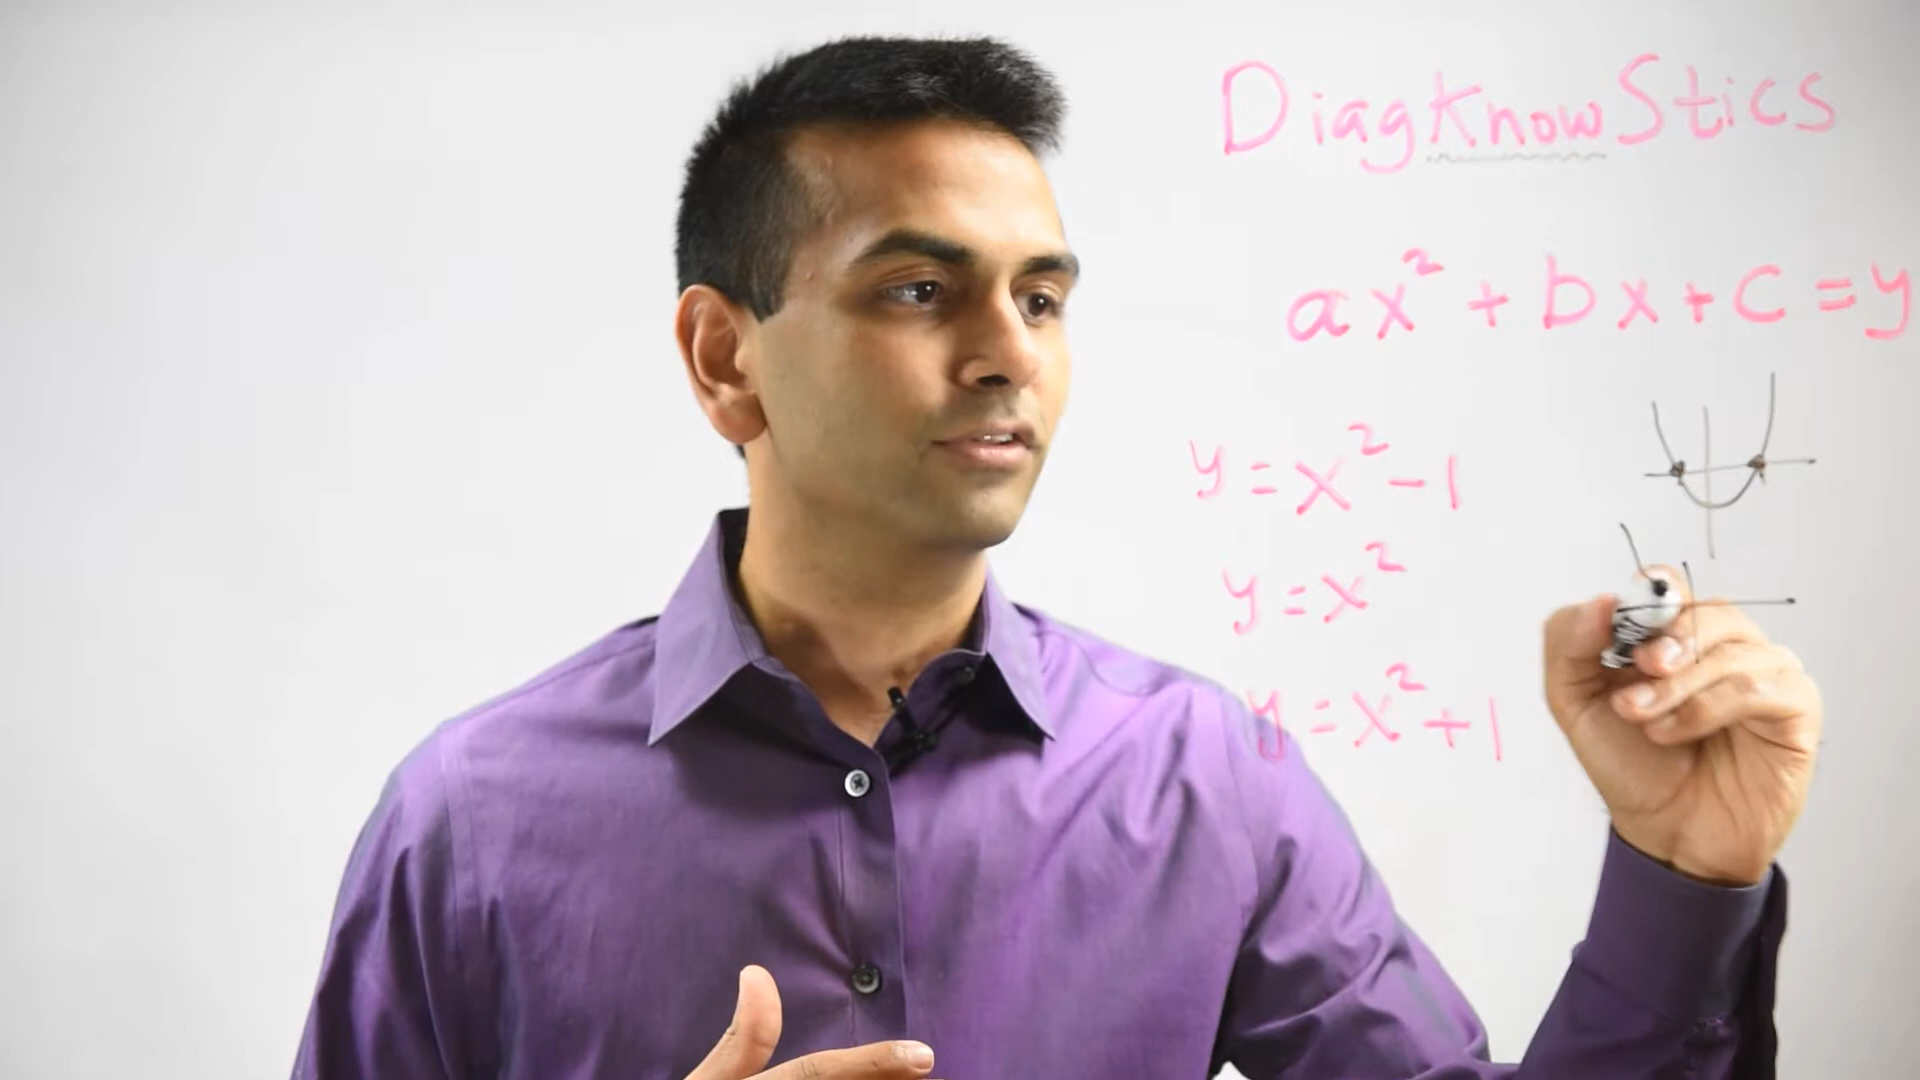 DiagKnowStics
ax² + bx + c = y
y = x² - 1
y = x²
y = x² + 1